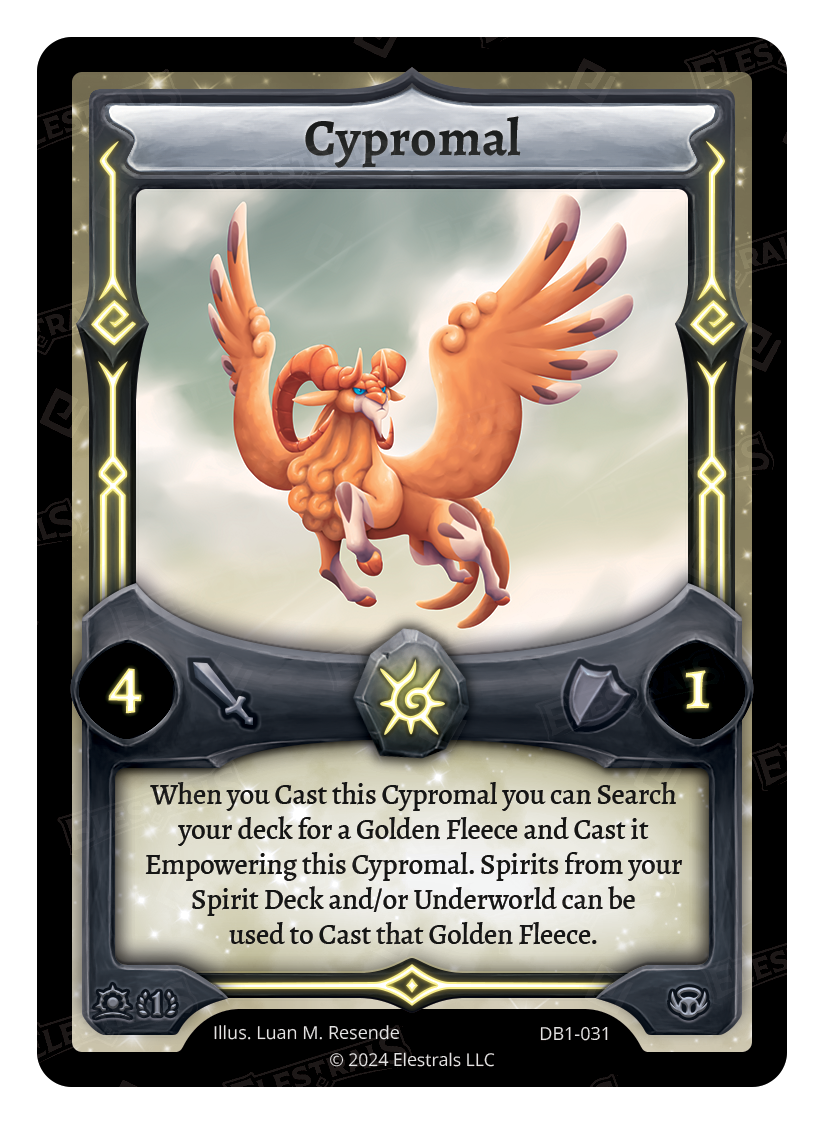 Cypromal
4
1
When you Cast this Cypromal you can Search
your deck for a Golden Fleece and Cast it
Empowering this Cypromal. Spirits from your
Spirit Deck and/or Underworld can be
used to Cast that Golden Fleece.
1
Illus. Luan M. Resende
DB1-031
© 2024 Elestrals LLC